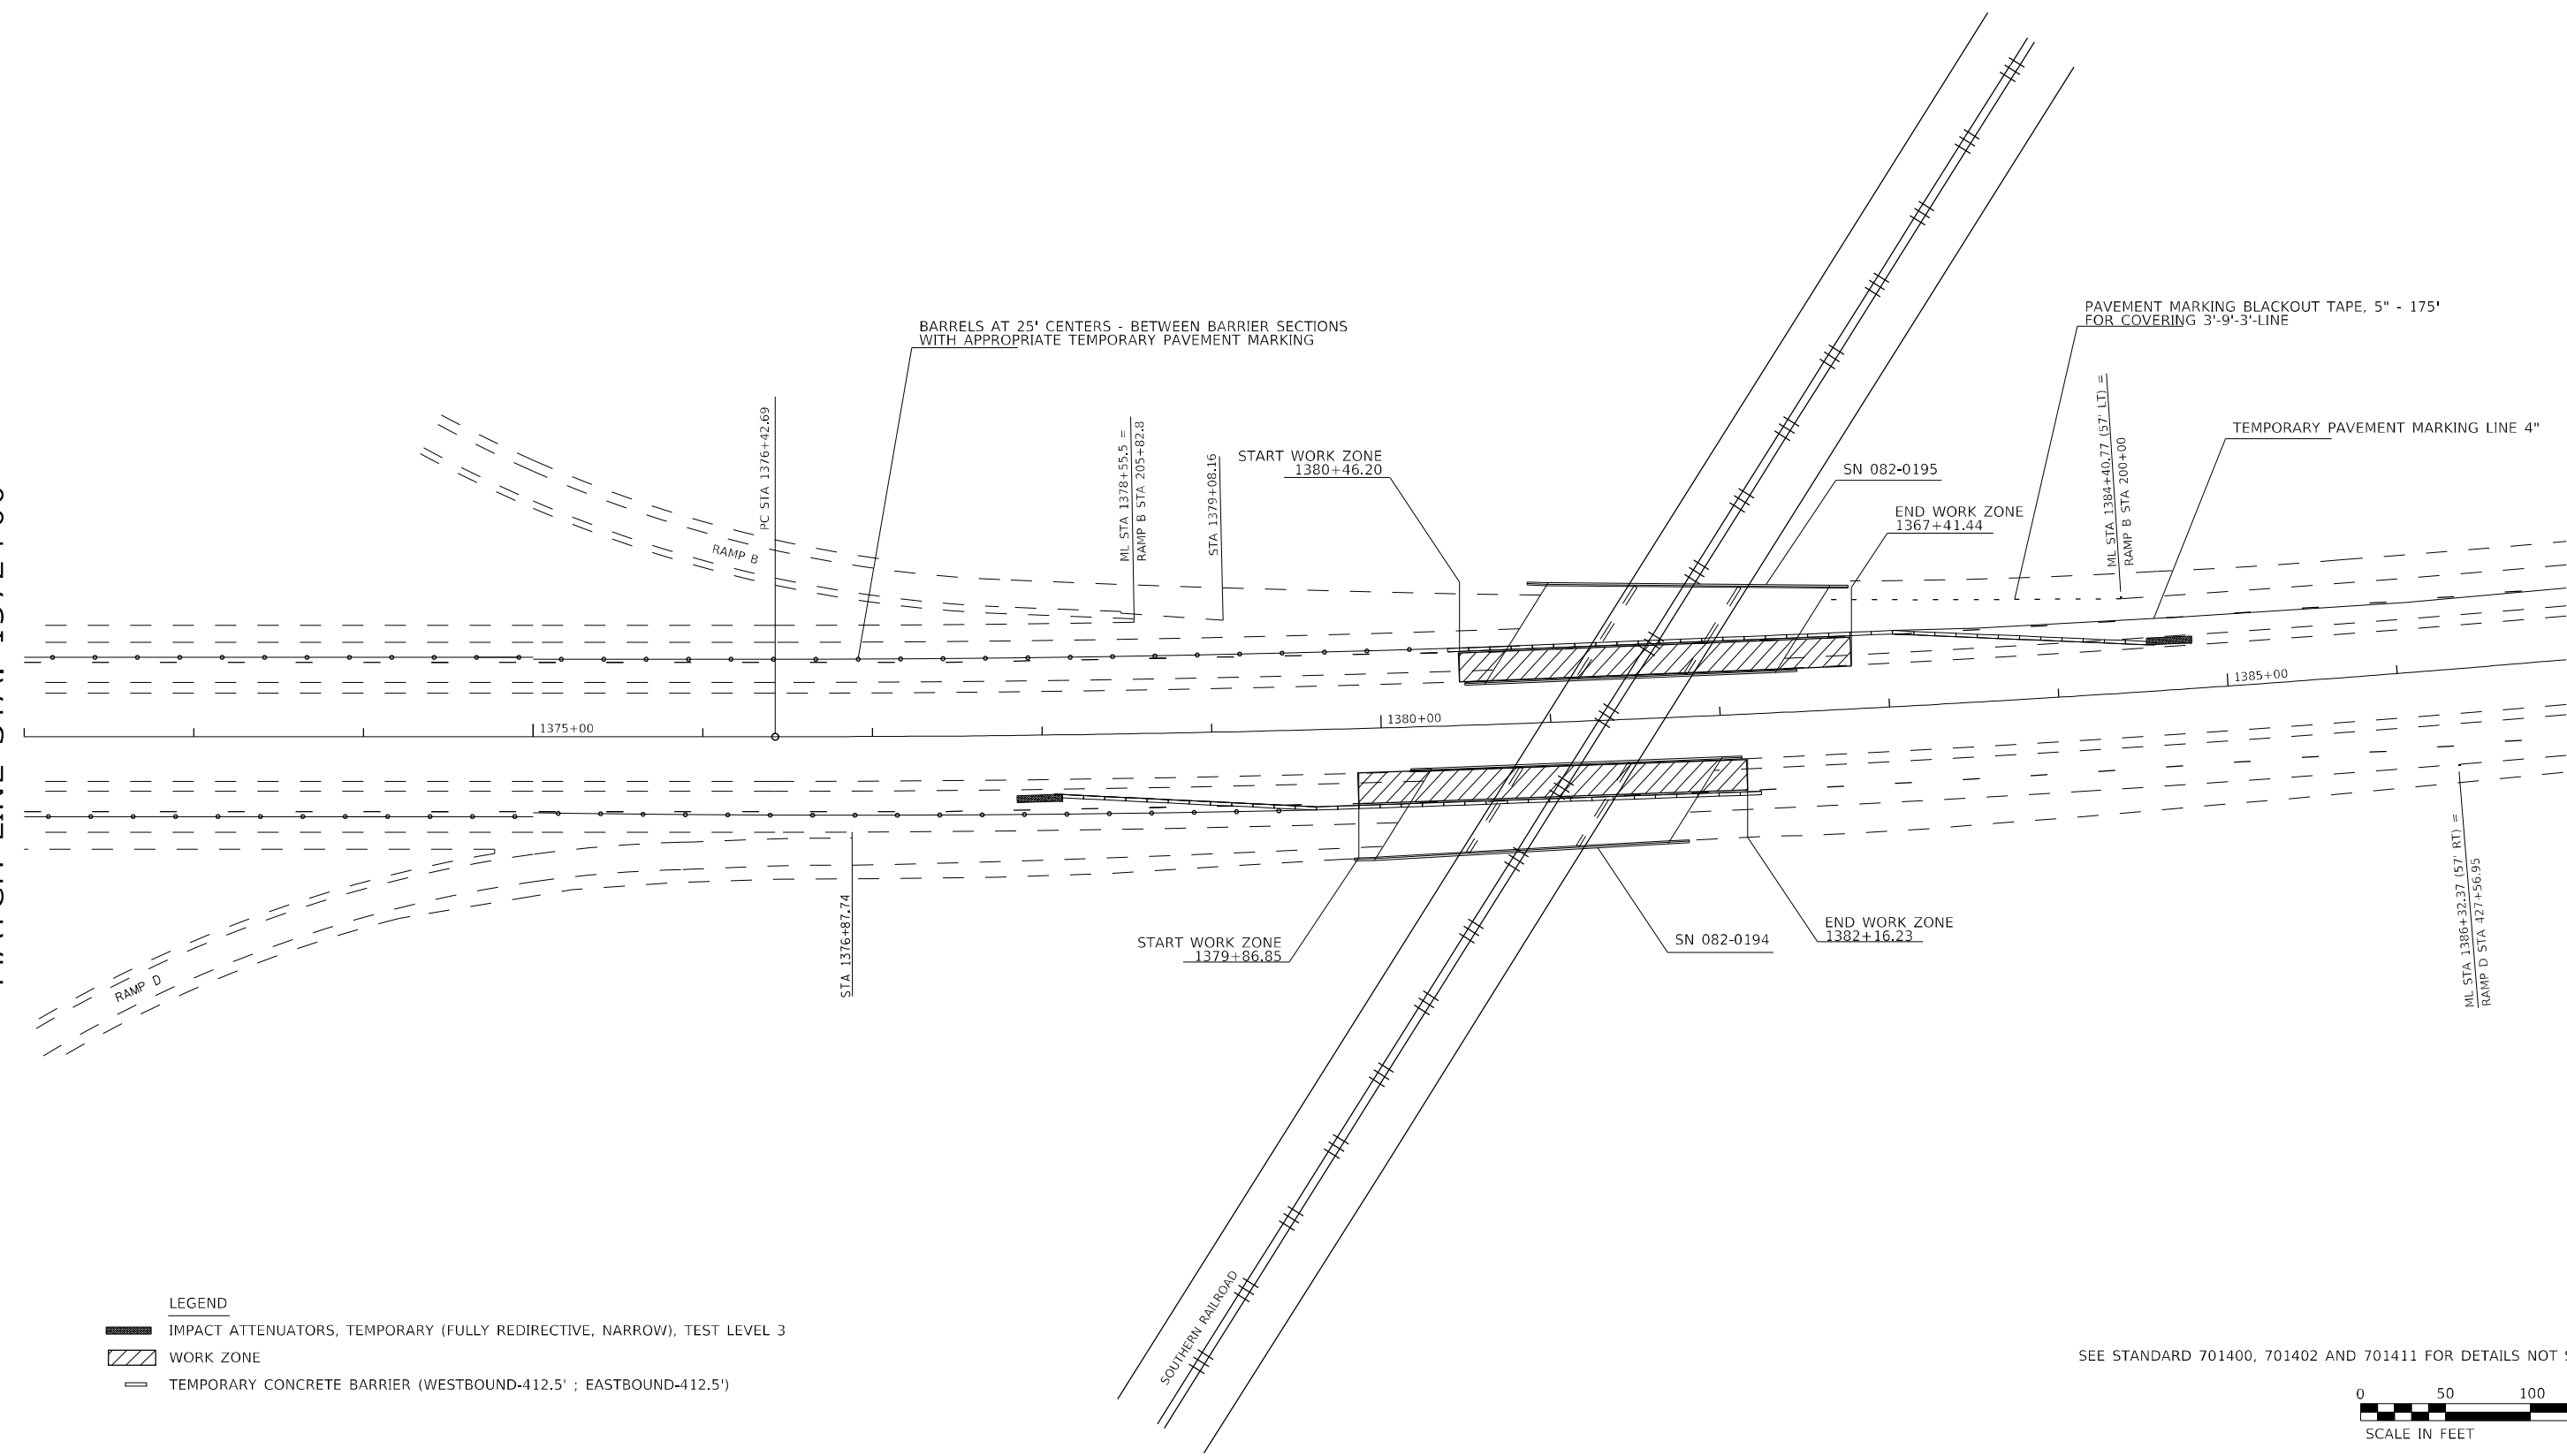 BARRELS AT 25' CENTERS - BETWEEN BARRIER SECTIONS
WITH APPROPRIATE TEMPORARY PAVEMENT MARKING
PAVEMENT MARKING BLACKOUT TAPE, 5" - 175'
FOR COVERING 3'-9'-3'-LINE
TEMPORARY PAVEMENT MARKING LINE 4"
PC STA 1376+42.69
ML STA 1378+55.5 =
RAMP B STA 205+82.8
STA 1379+08.16
START WORK ZONE
1380+46.20
SN 082-0195
END WORK ZONE
1367+41.44
ML STA 1384+40.77 (57' LT) =
RAMP B STA 200+00
RAMP B
1375+00
1380+00
1385+00
RAMP D
STA 1376+87.74
START WORK ZONE
1379+86.85
SN 082-0194
END WORK ZONE
1382+16.23
ML STA 1386+32.37 (57' RT) =
RAMP D STA 427+56.95
SOUTHERN RAILROAD
LEGEND
IMPACT ATTENUATORS, TEMPORARY (FULLY REDIRECTIVE, NARROW), TEST LEVEL 3
WORK ZONE
TEMPORARY CONCRETE BARRIER (WESTBOUND-412.5' ; EASTBOUND-412.5')
SEE STANDARD 701400, 701402 AND 701411 FOR DETAILS NOT
0 50 100
SCALE IN FEET